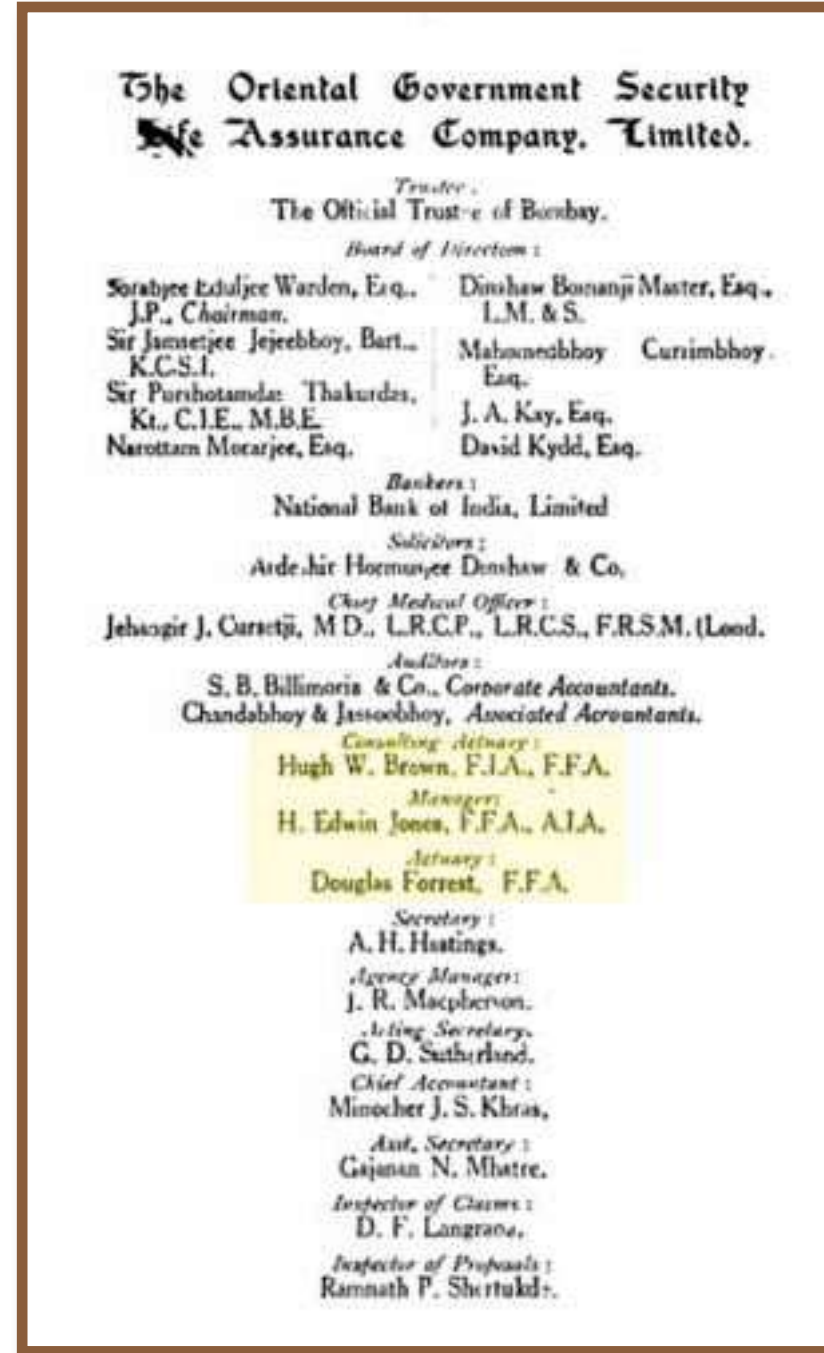 The Oriental Government Security
Life Assurance Company, Limited.
Trustee :
The Official Trustee of Bombay.
Board of Directors :
Sorabjee Eduljee Warden, Esq.,
J.P., Chairman.
Sir Jamsetjee Jejeebhoy, Bart.,
K.C.S.I.
Sir Purshotamdas Thakurdas,
Kt., C.I.E., M.B.E.
Narottam Morarjee, Esq.
Dinshaw Bomanji Master, Esq.,
L.M. & S.
Mahomedbhoy Currimbhoy,
Esq.
J. A. Kay, Esq.
David Kydd, Esq.
Bankers :
National Bank of India, Limited
Solicitors :
Ardeshir Hormusjee Dinshaw & Co.
Chief Medical Officer :
Jehangir J. Cursetji, M D., L.R.C.P., L.R.C.S., F.R.S.M. (Lond.
Auditors :
S. B. Billimoria & Co., Corporate Accountants.
Chandabhoy & Jassoobhoy, Associated Accountants.
Consulting Actuary :
Hugh W. Brown, F.I.A., F.F.A.
Manager:
H. Edwin Jones, F.F.A., A.I.A.
Actuary :
Douglas Forrest, F.F.A.
Secretary :
A. H. Hastings.
Agency Manager:
J. R. Macpherson.
Acting Secretary.
G. D. Sutherland.
Chief Accountant :
Minocher J. S. Khras.
Asst. Secretary :
Gajanan N. Mhatre.
Inspector of Claims :
D. F. Langrana.
Inspector of Proposals :
Ramnath P.